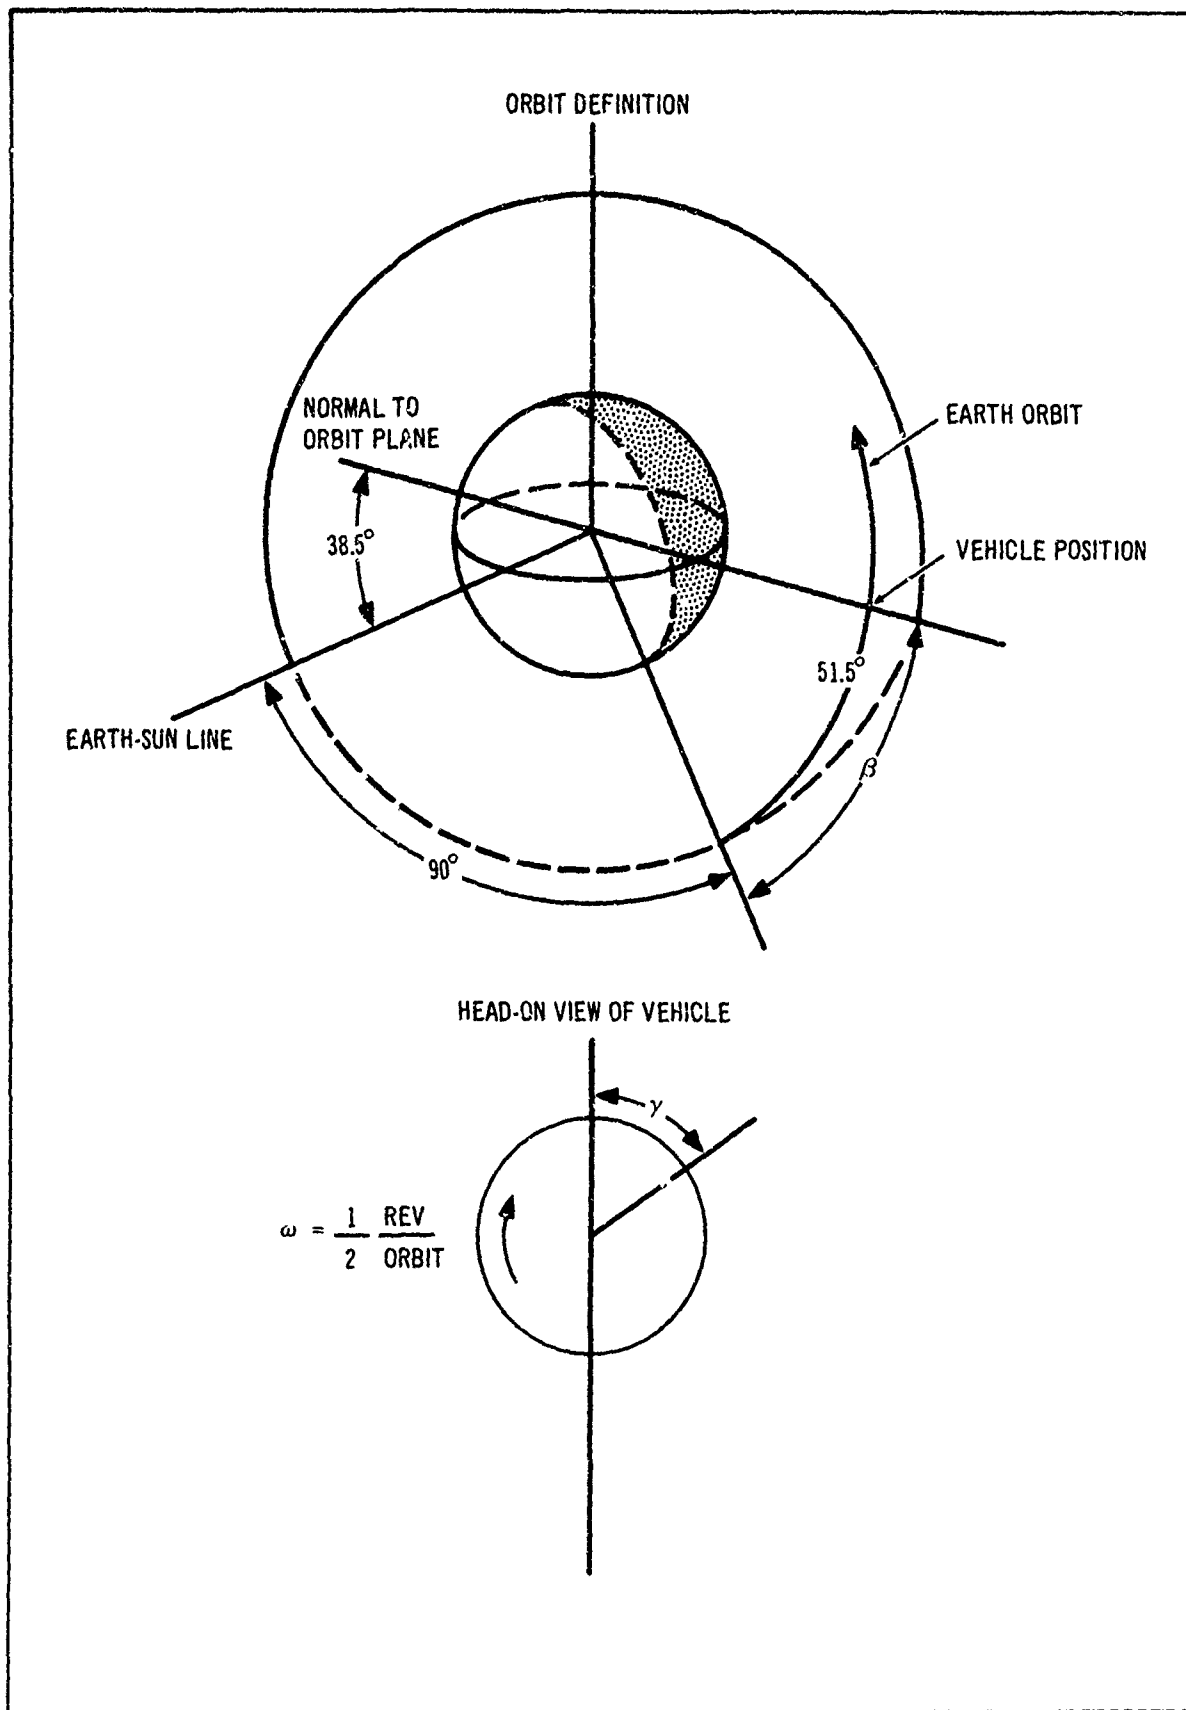 ORBIT DEFINITION
NORMAL TO
ORBIT PLANE
EARTH ORBIT
38.5°
VEHICLE POSITION
51.5°
EARTH-SUN LINE
β
90°
HEAD-ON VIEW OF VEHICLE
γ
ω = 1/2 REV/ORBIT